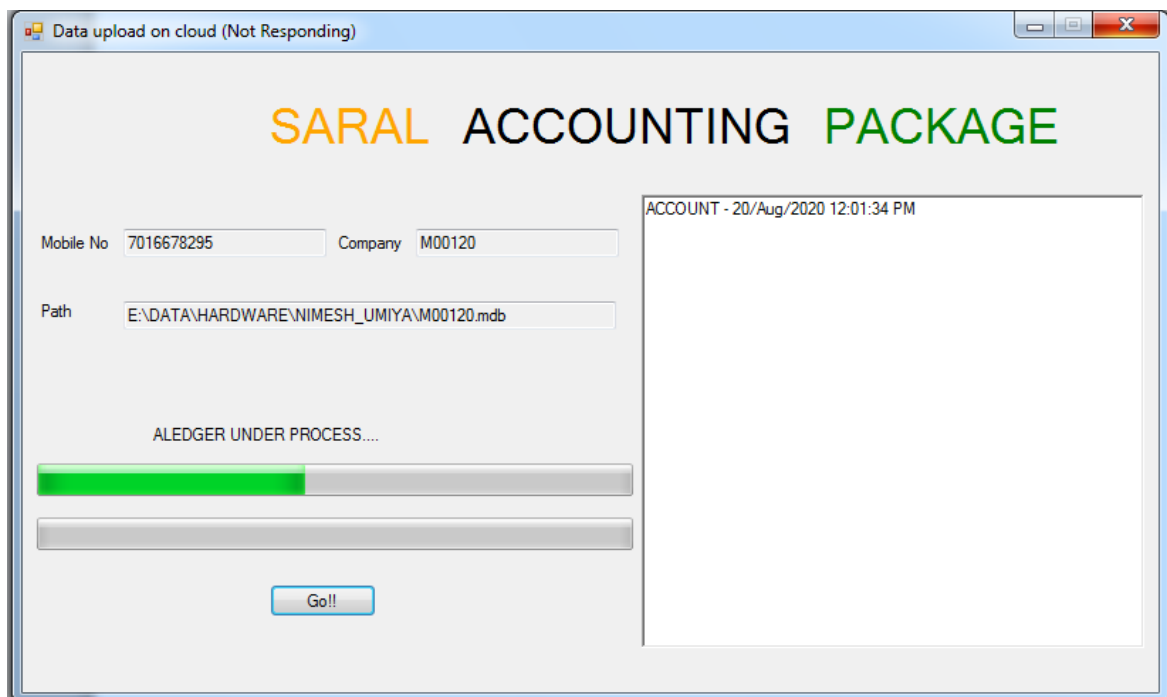 Data upload on cloud (Not Responding)
SARAL ACCOUNTING PACKAGE
Mobile No 7016678295 Company M00120
Path E:\DATA\HARDWARE\NIMESH_UMIYA\M00120.mdb
ALEDGER UNDER PROCESS....
Go!!
ACCOUNT - 20/Aug/2020 12:01:34 PM